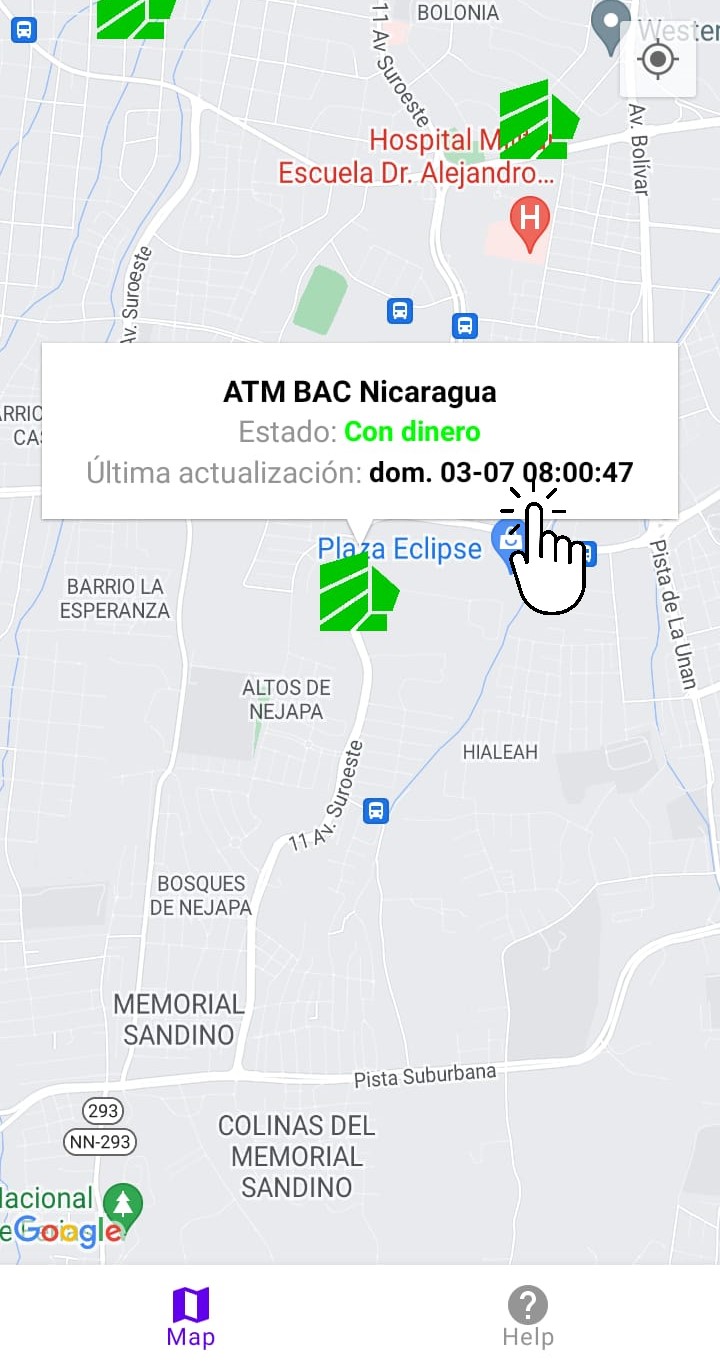 BOLONIA
Wester
11 Av Suroeste
Av. Bolívar
Hospital
Escuela Dr. Alejandro...
H
Av. Suroeste
ATM BAC Nicaragua
Estado: Con dinero
Última actualización: dom. 03-07 08:00:47
Plaza Eclipse
BARRIO LA
ESPERANZA
Pista de La Unan
ALTOS DE
NEJAPA
HIALEAH
11 Av. Suroeste
BOSQUES
DE NEJAPA
MEMORIAL
SANDINO
Pista Suburbana
293
NN-293
COLINAS DEL
MEMORIAL
SANDINO
Nacional
Google
Map
Help